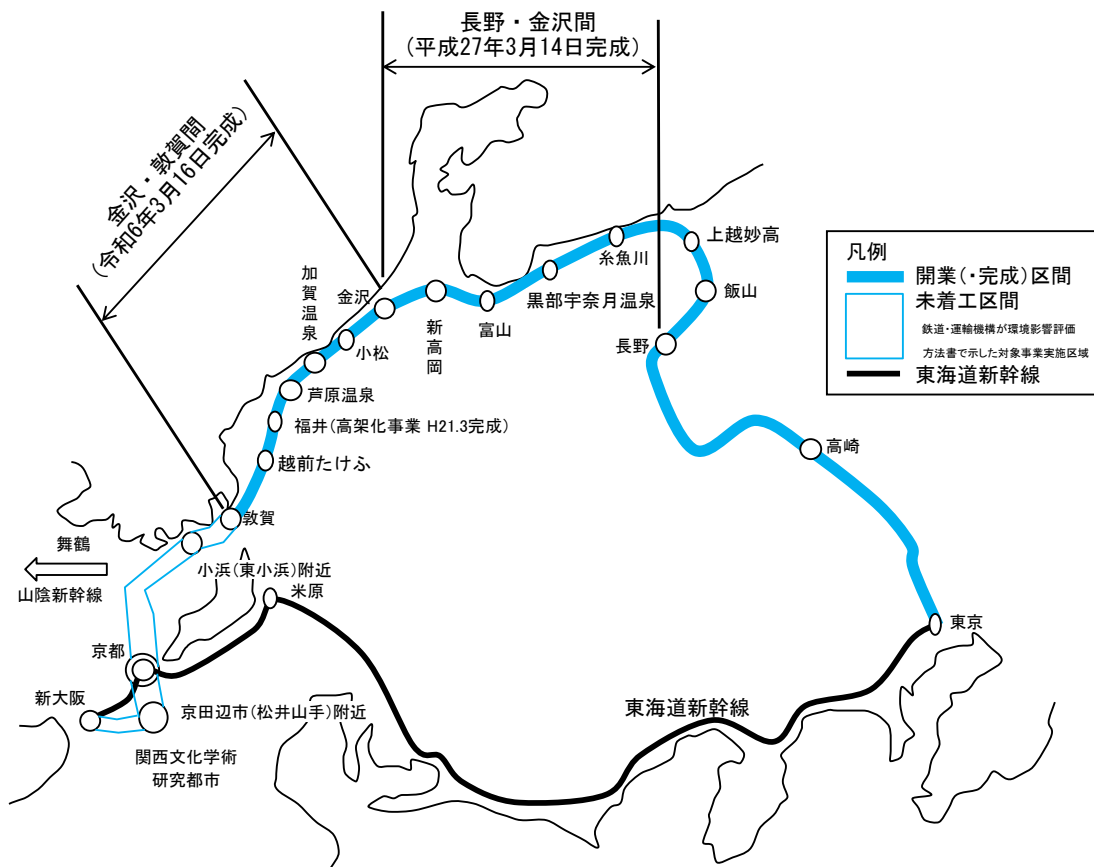 長野・金沢間
(平成27年3月14日完成)
金沢・敦賀間
(令和6年3月16日完成)
上越妙高
糸魚川
飯山
黒部宇奈月温泉
富山
新高岡
金沢
加賀温泉
小松
長野
芦原温泉
福井(高架化事業 H21.3完成)
越前たけふ
高崎
敦賀
舞鶴
山陰新幹線
小浜(東小浜)附近
米原
東京
京都
新大阪
京田辺市(松井山手)附近
東海道新幹線
関西文化学術
研究都市
凡例
開業(・完成)区間
未着工区間
鉄道・運輸機構が環境影響評価
方法書で示した対象事業実施区域
東海道新幹線